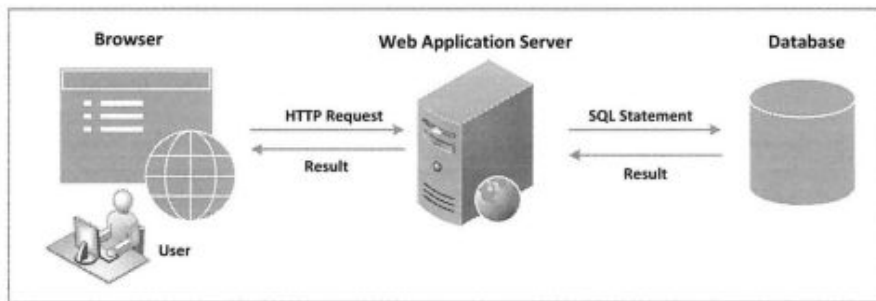 Browser
Web Application Server
Database
HTTP Request
Result
SQL Statement
Result
User